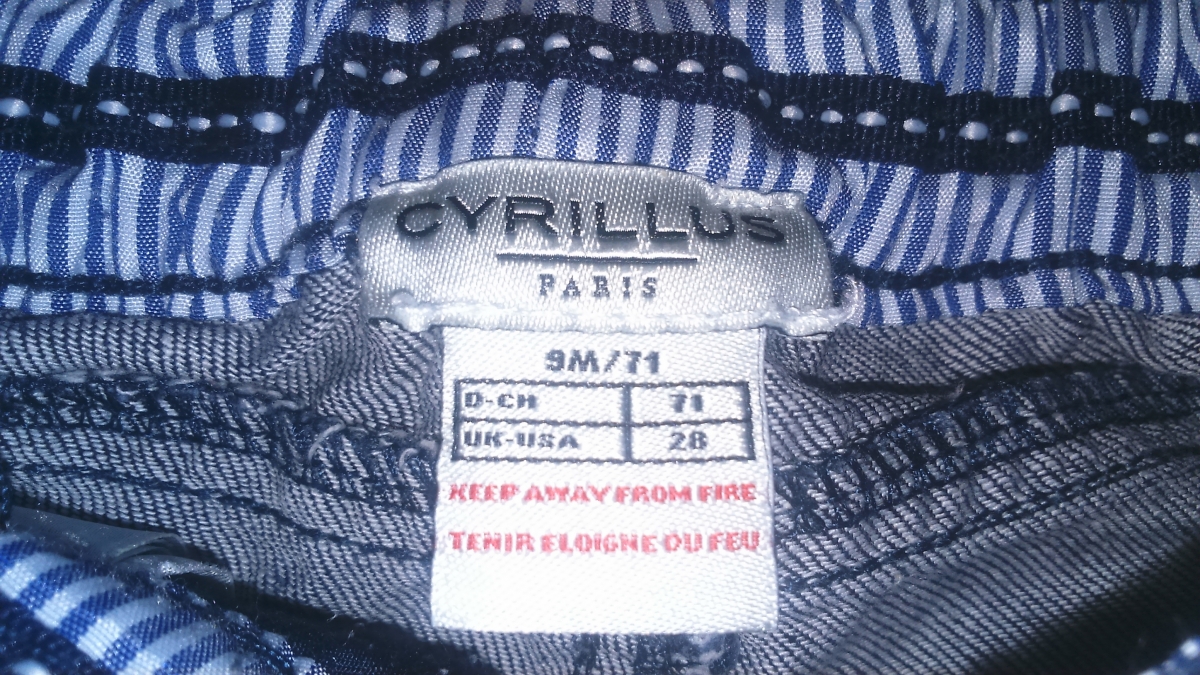 CYRILLUS
PARIS
9M/71
D-CH 71
UK-USA 28
KEEP AWAY FROM FIRE
TENIR ELOIGNE DU FEU